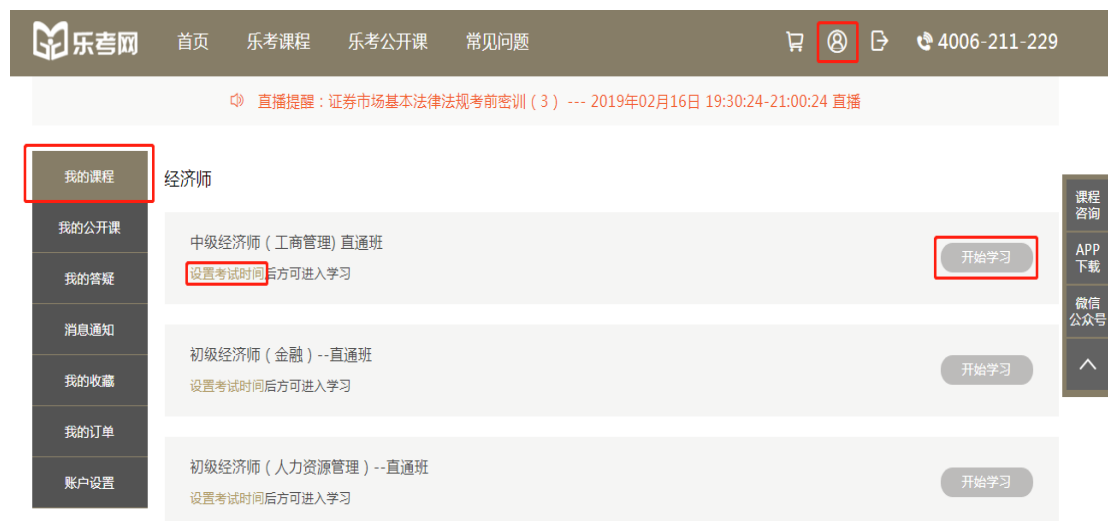 乐考网 首页 乐考课程 乐考公开课 常见问题 4006-211-229
直播提醒：证券市场基本法律法规考前密训（3） --- 2019年02月16日 19:30:24-21:00:24 直播
我的课程
我的公开课
我的答疑
消息通知
我的收藏
我的订单
账户设置
经济师
中级经济师（工商管理) 直通班
设置考试时间后方可进入学习
开始学习
初级经济师（金融）--直通班
设置考试时间后方可进入学习
开始学习
初级经济师（人力资源管理）--直通班
设置考试时间后方可进入学习
开始学习
课程
咨询
APP
下载
微信
公众号